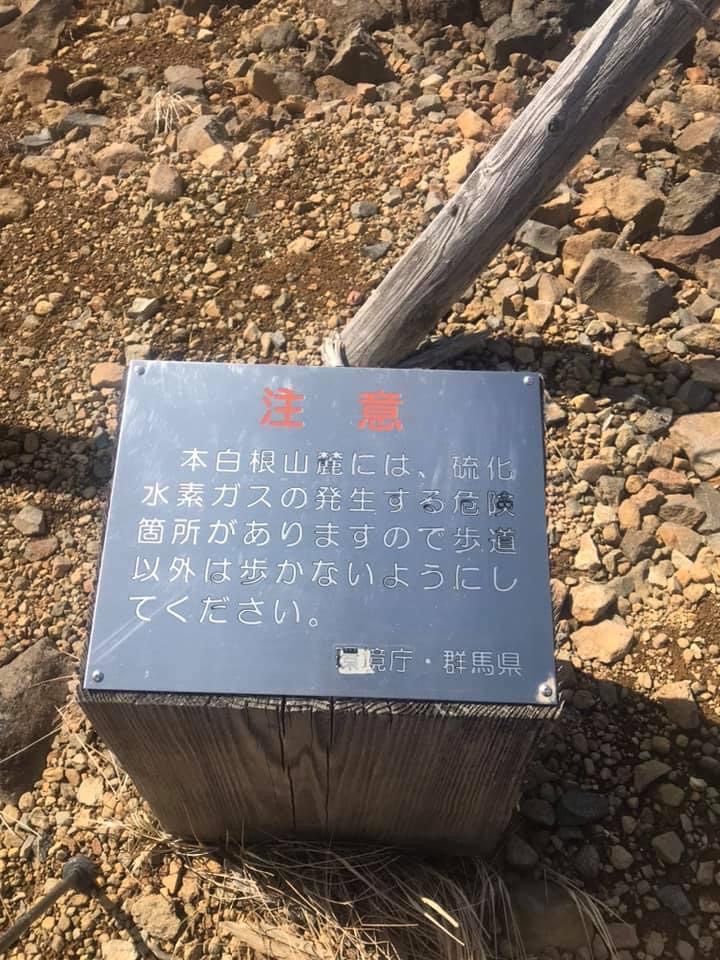 注意
本白根山麓には、硫化
水素ガスの発生する危険
箇所がありますので歩道
以外は歩かないようにし
てください。
環境庁・群馬県